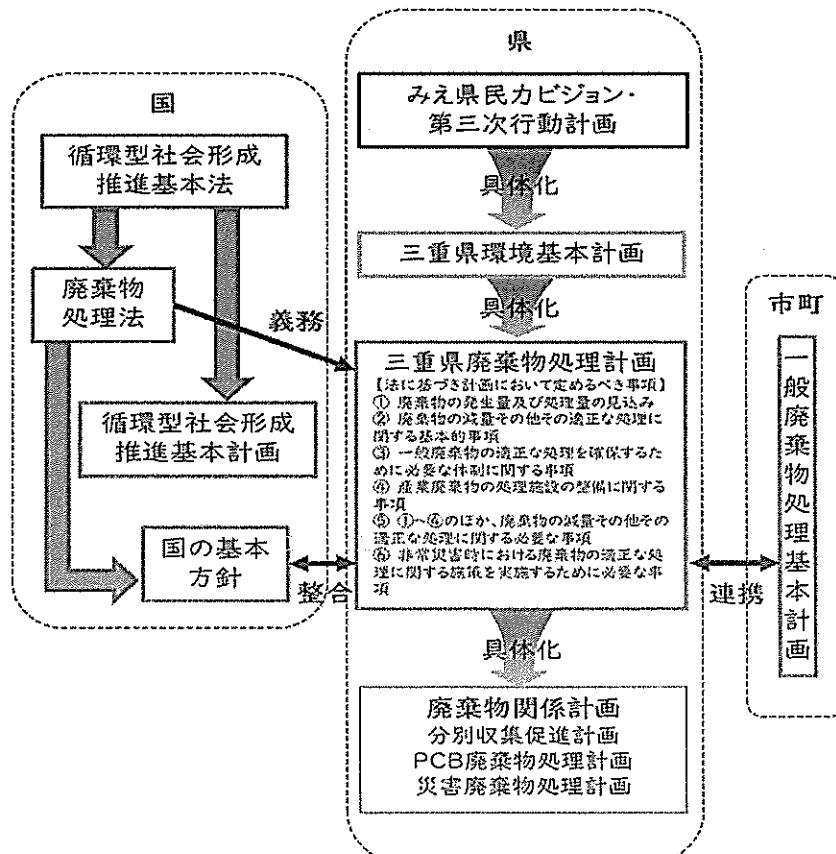 国
循環型社会形成
推進基本法
廃棄物
処理法
循環型社会形成
推進基本計画
国の基本
方針
義務
整合
県
みえ県民力ビジョン・
第三次行動計画
具体化
三重県環境基本計画
具体化
三重県廃棄物処理計画
【法に基づき計画において定めるべき事項】
① 廃棄物の発生量及び処理量の見込み
② 廃棄物の減量その他その適正な処理に
関する基本的事項
③ 一般廃棄物の適正な処理を確保するた
めに必要な体制に関する事項
④ 産業廃棄物の処理施設の整備に関する
事項
⑤ ①~④のほか、廃棄物の減量その他その
適正な処理に関する必要な事項
⑥ 非常災害時における廃棄物の適正な処
理に関する施策を実施するために必要な事
項
具体化
廃棄物関係計画
分別収集促進計画
PCB廃棄物処理計画
災害廃棄物処理計画
連携
市町
一般廃棄物処理基本計画